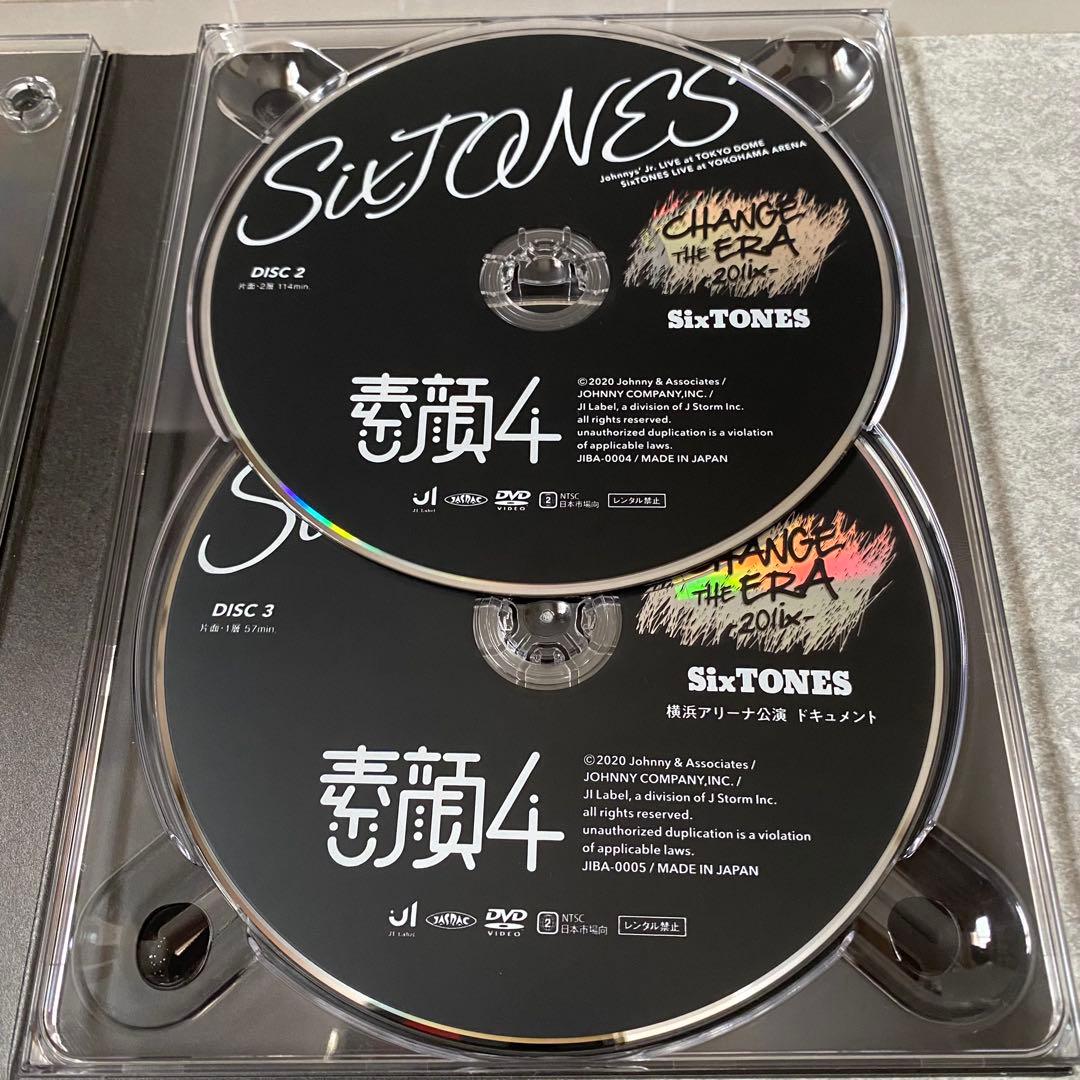 SixTONES
Johnnys' Jr. LIVE at TOKYO DOME
SixTONES LIVE at YOKOHAMA ARENA
CHANGE
THE ERA
-201ix-
SixTONES
DISC 2
片面・2層 114min.
素顔4
©2020 Johnny & Associates /
JOHNNY COMPANY,INC. /
JI Label, a division of J Storm Inc.
all rights reserved.
unauthorized duplication is a violation
of applicable laws.
JIBA-0004 / MADE IN JAPAN
JI
JI Label
JASRAC
DVD
VIDEO
2
NTSC
日本市場向
レンタル禁止
CHANGE
THE ERA
-201ix-
SixTONES
横浜アリーナ公演 ドキュメント
DISC 3
片面・1層 57min.
素顔4
©2020 Johnny & Associates /
JOHNNY COMPANY,INC. /
JI Label, a division of J Storm Inc.
all rights reserved.
unauthorized duplication is a violation
of applicable laws.
JIBA-0005 / MADE IN JAPAN
JI
JI Label
JASRAC
DVD
VIDEO
2
NTSC
日本市場向
レンタル禁止